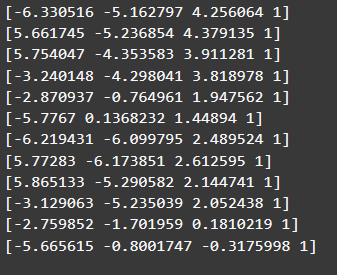 [-6.330516 -5.162797 4.256064 1]
[5.661745 -5.236854 4.379135 1]
[5.754047 -4.353583 3.911281 1]
[-3.240148 -4.298041 3.818978 1]
[-2.870937 -0.764961 1.947562 1]
[-5.7767 0.1368232 1.44894 1]
[-6.219431 -6.099795 2.489524 1]
[5.77283 -6.173851 2.612595 1]
[5.865133 -5.290582 2.144741 1]
[-3.129063 -5.235039 2.052438 1]
[-2.759852 -1.701959 0.1810219 1]
[-5.665615 -0.8001747 -0.3175998 1]